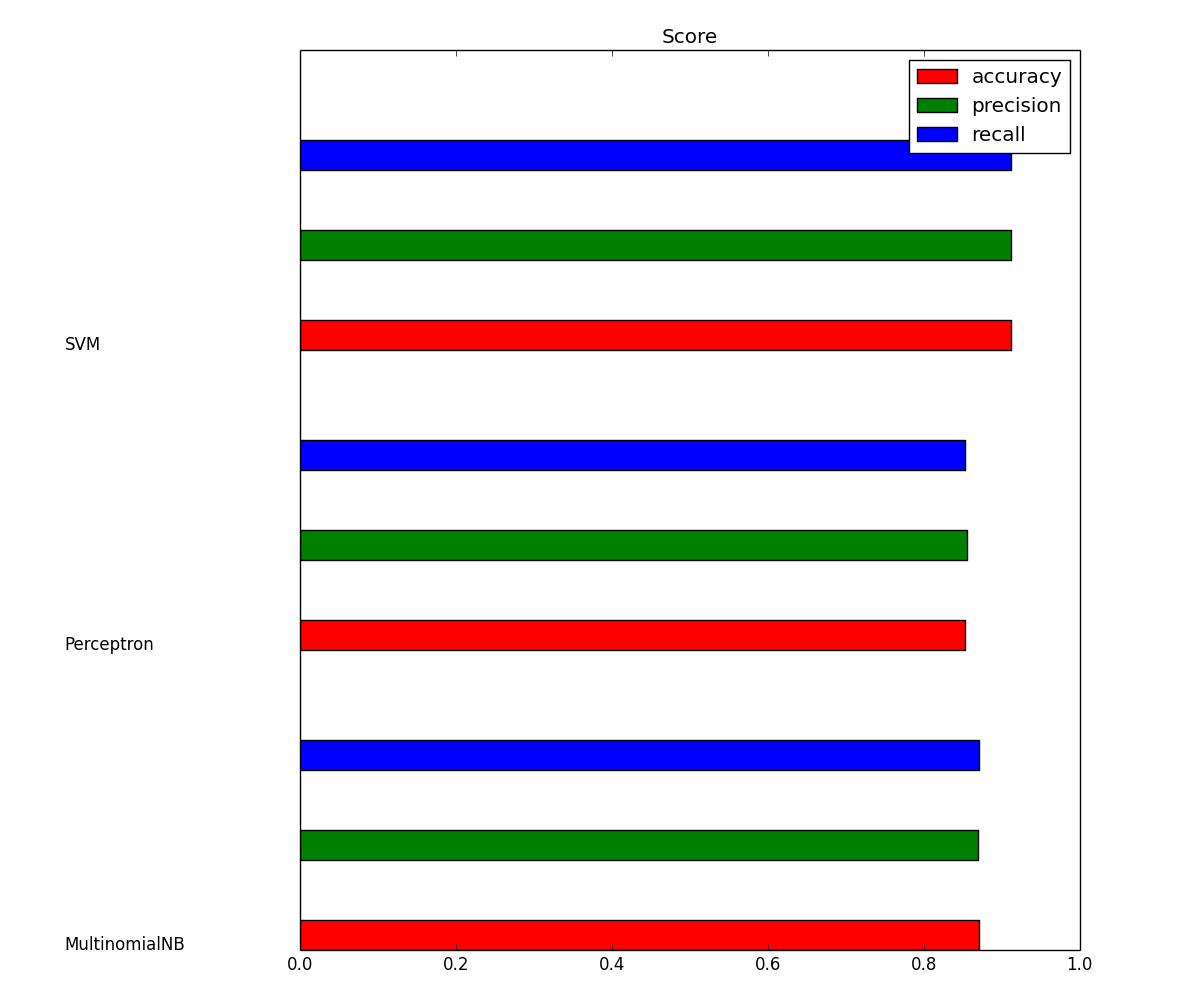 Score
accuracy
precision
recall
SVM
Perceptron
MultinomialNB
0.0 0.2 0.4 0.6 0.8 1.0